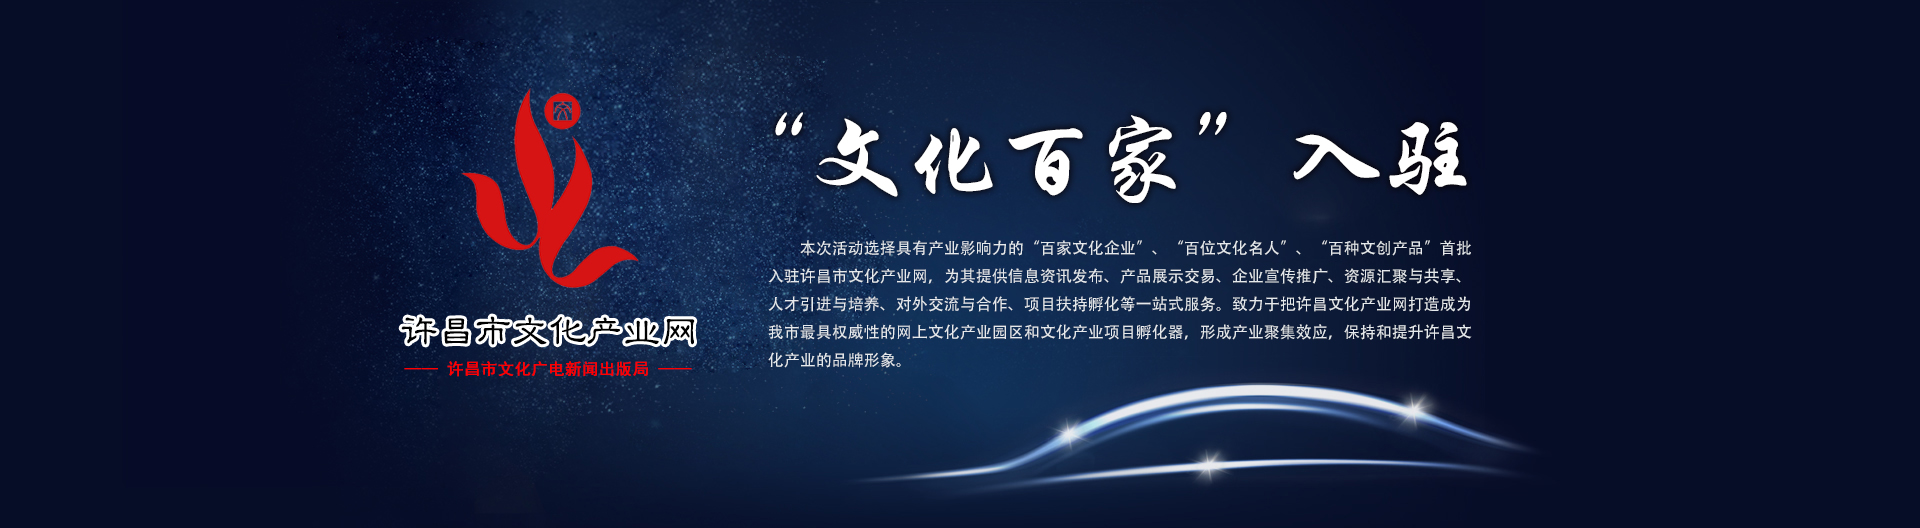 “文化百家”入驻
本次活动选择具有产业影响力的“百家文化企业”、“百位文化名人”、“百种文创产品”首批
入驻许昌市文化产业网，为其提供信息资讯发布、产品展示交易、企业宣传推广、资源汇聚与共享、
人才引进与培养、对外交流与合作、项目扶持孵化等一站式服务。致力于把许昌文化产业网打造成为
我市最具权威性的网上文化产业园区和文化产业项目孵化器，形成产业聚集效应，保持和提升许昌文
化产业的品牌形象。
许昌市文化产业网
许昌市文化广电新闻出版局